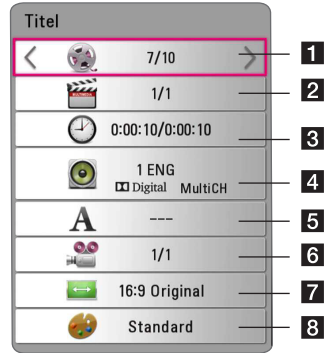 Titel
7/10 1
1/1 2
0:00:10/0:00:10 3
1 ENG
Digital MultiCH 4
A --- 5
1/1 6
16:9 Original 7
Standard 8